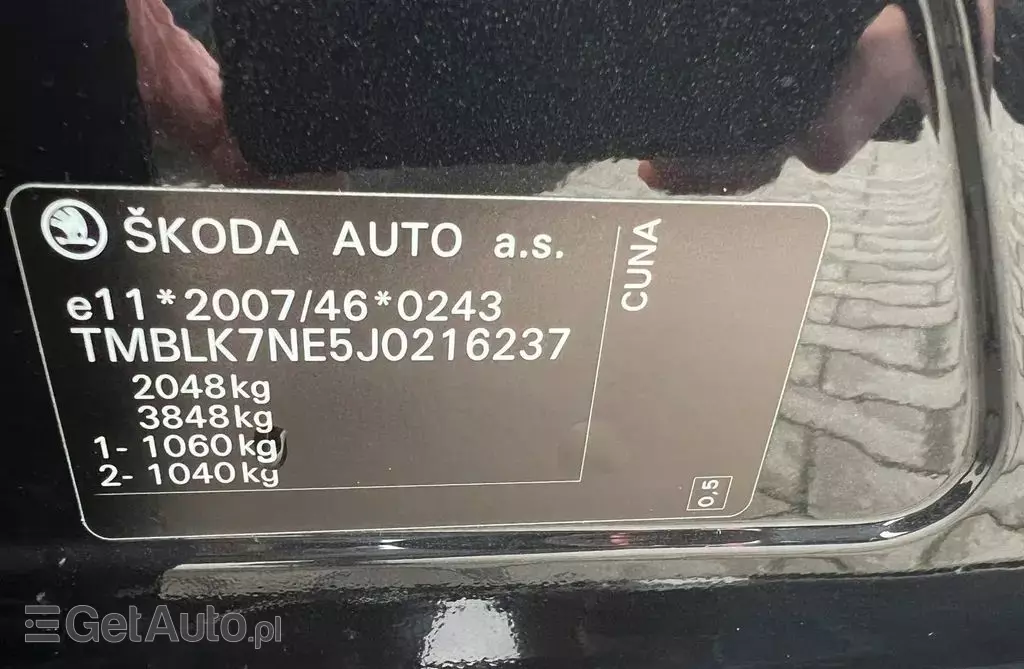 ŠKODA AUTO a.s.
e11*2007/46*0243
TMBLK7NE5J0216237
2048kg
3848kg
1- 1060kg
2- 1040kg
CUNA
0,5
GetAuto.pl